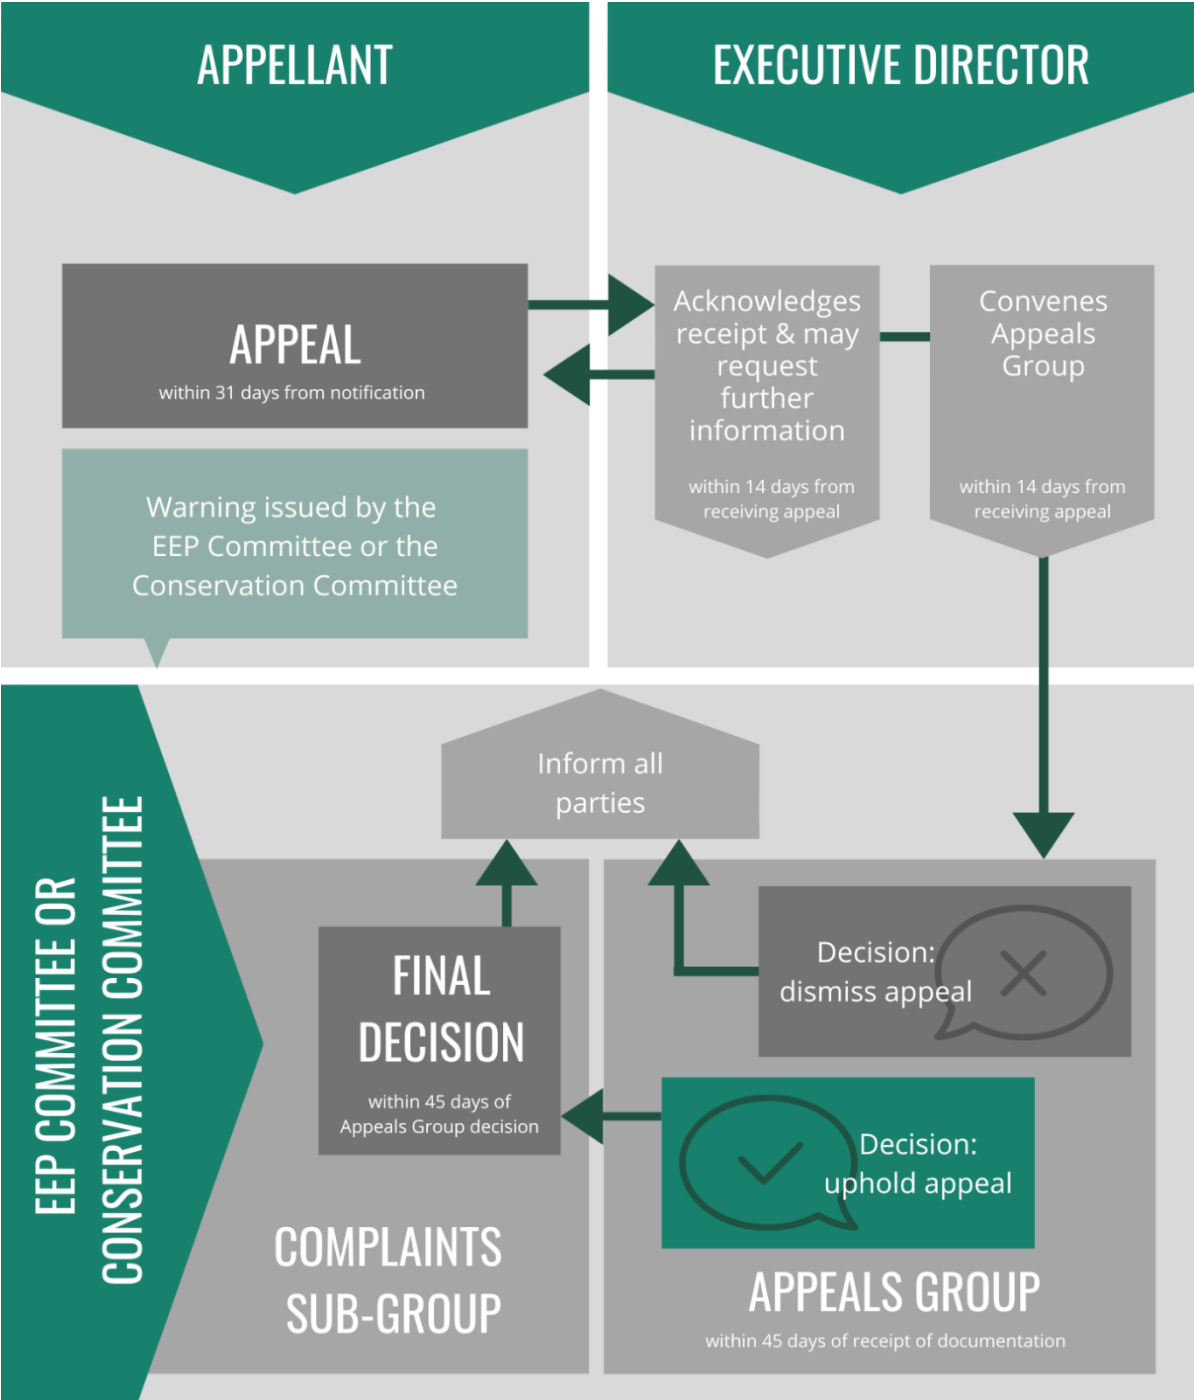 APPELLANT
EXECUTIVE DIRECTOR
APPEAL
within 31 days from notification
Acknowledges
receipt & may
request
further
information
within 14 days from
receiving appeal
Convenes
Appeals
Group
within 14 days from
receiving appeal
Warning issued by the
EEP Committee or the
Conservation Committee
EEP COMMITTEE OR
CONSERVATION COMMITTEE
Inform all
parties
FINAL
DECISION
within 45 days of
Appeals Group decision
COMPLAINTS
SUB-GROUP
Decision:
dismiss appeal
Decision:
uphold appeal
APPEALS GROUP
within 45 days of receipt of documentation